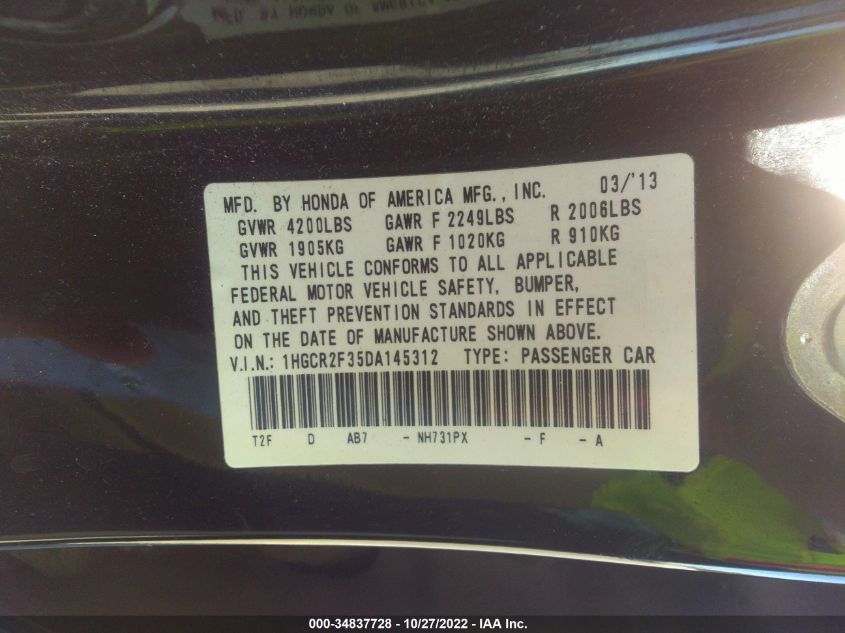 MFD. BY HONDA OF AMERICA MFG., INC. 03/'13
GVWR 4200LBS GAWR F 2249LBS R 2006LBS
GVWR 1905KG GAWR F 1020KG R 910KG
THIS VEHICLE CONFORMS TO ALL APPLICABLE
FEDERAL MOTOR VEHICLE SAFETY, BUMPER,
AND THEFT PREVENTION STANDARDS IN EFFECT
ON THE DATE OF MANUFACTURE SHOWN ABOVE.
V.I.N.: 1HGCR2F35DA145312 TYPE: PASSENGER CAR
T2F D AB7 - NH731PX - F - A
000-34837728 - 10/27/2022 - IAA Inc.